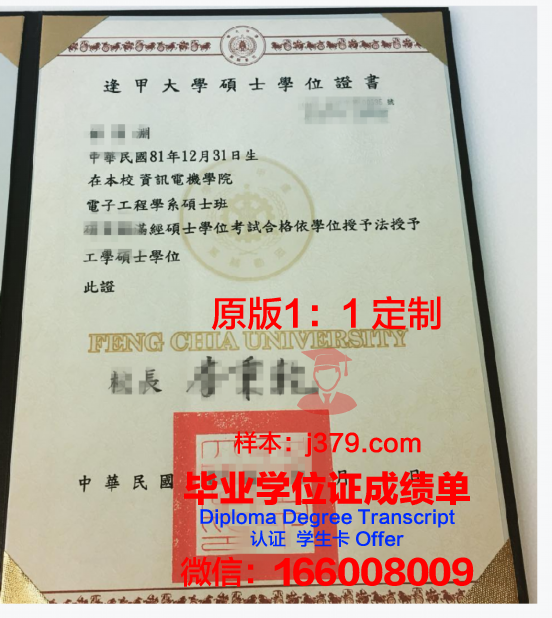 逢甲大學碩士學位證書
號
中華民國81年12月31日生
在本校 資訊電機學院
電子工程學系碩士班
經碩士學位考試合格依學位授予法授予
工學碩士學位
此證
原版1：1 定制
FENG CHIA UNIVERSITY
校長
样本：j379.com
中華民國 月 日
毕业学位证成绩单
Diploma Degree Transcript
认证 学生卡 Offer
微信：166008009